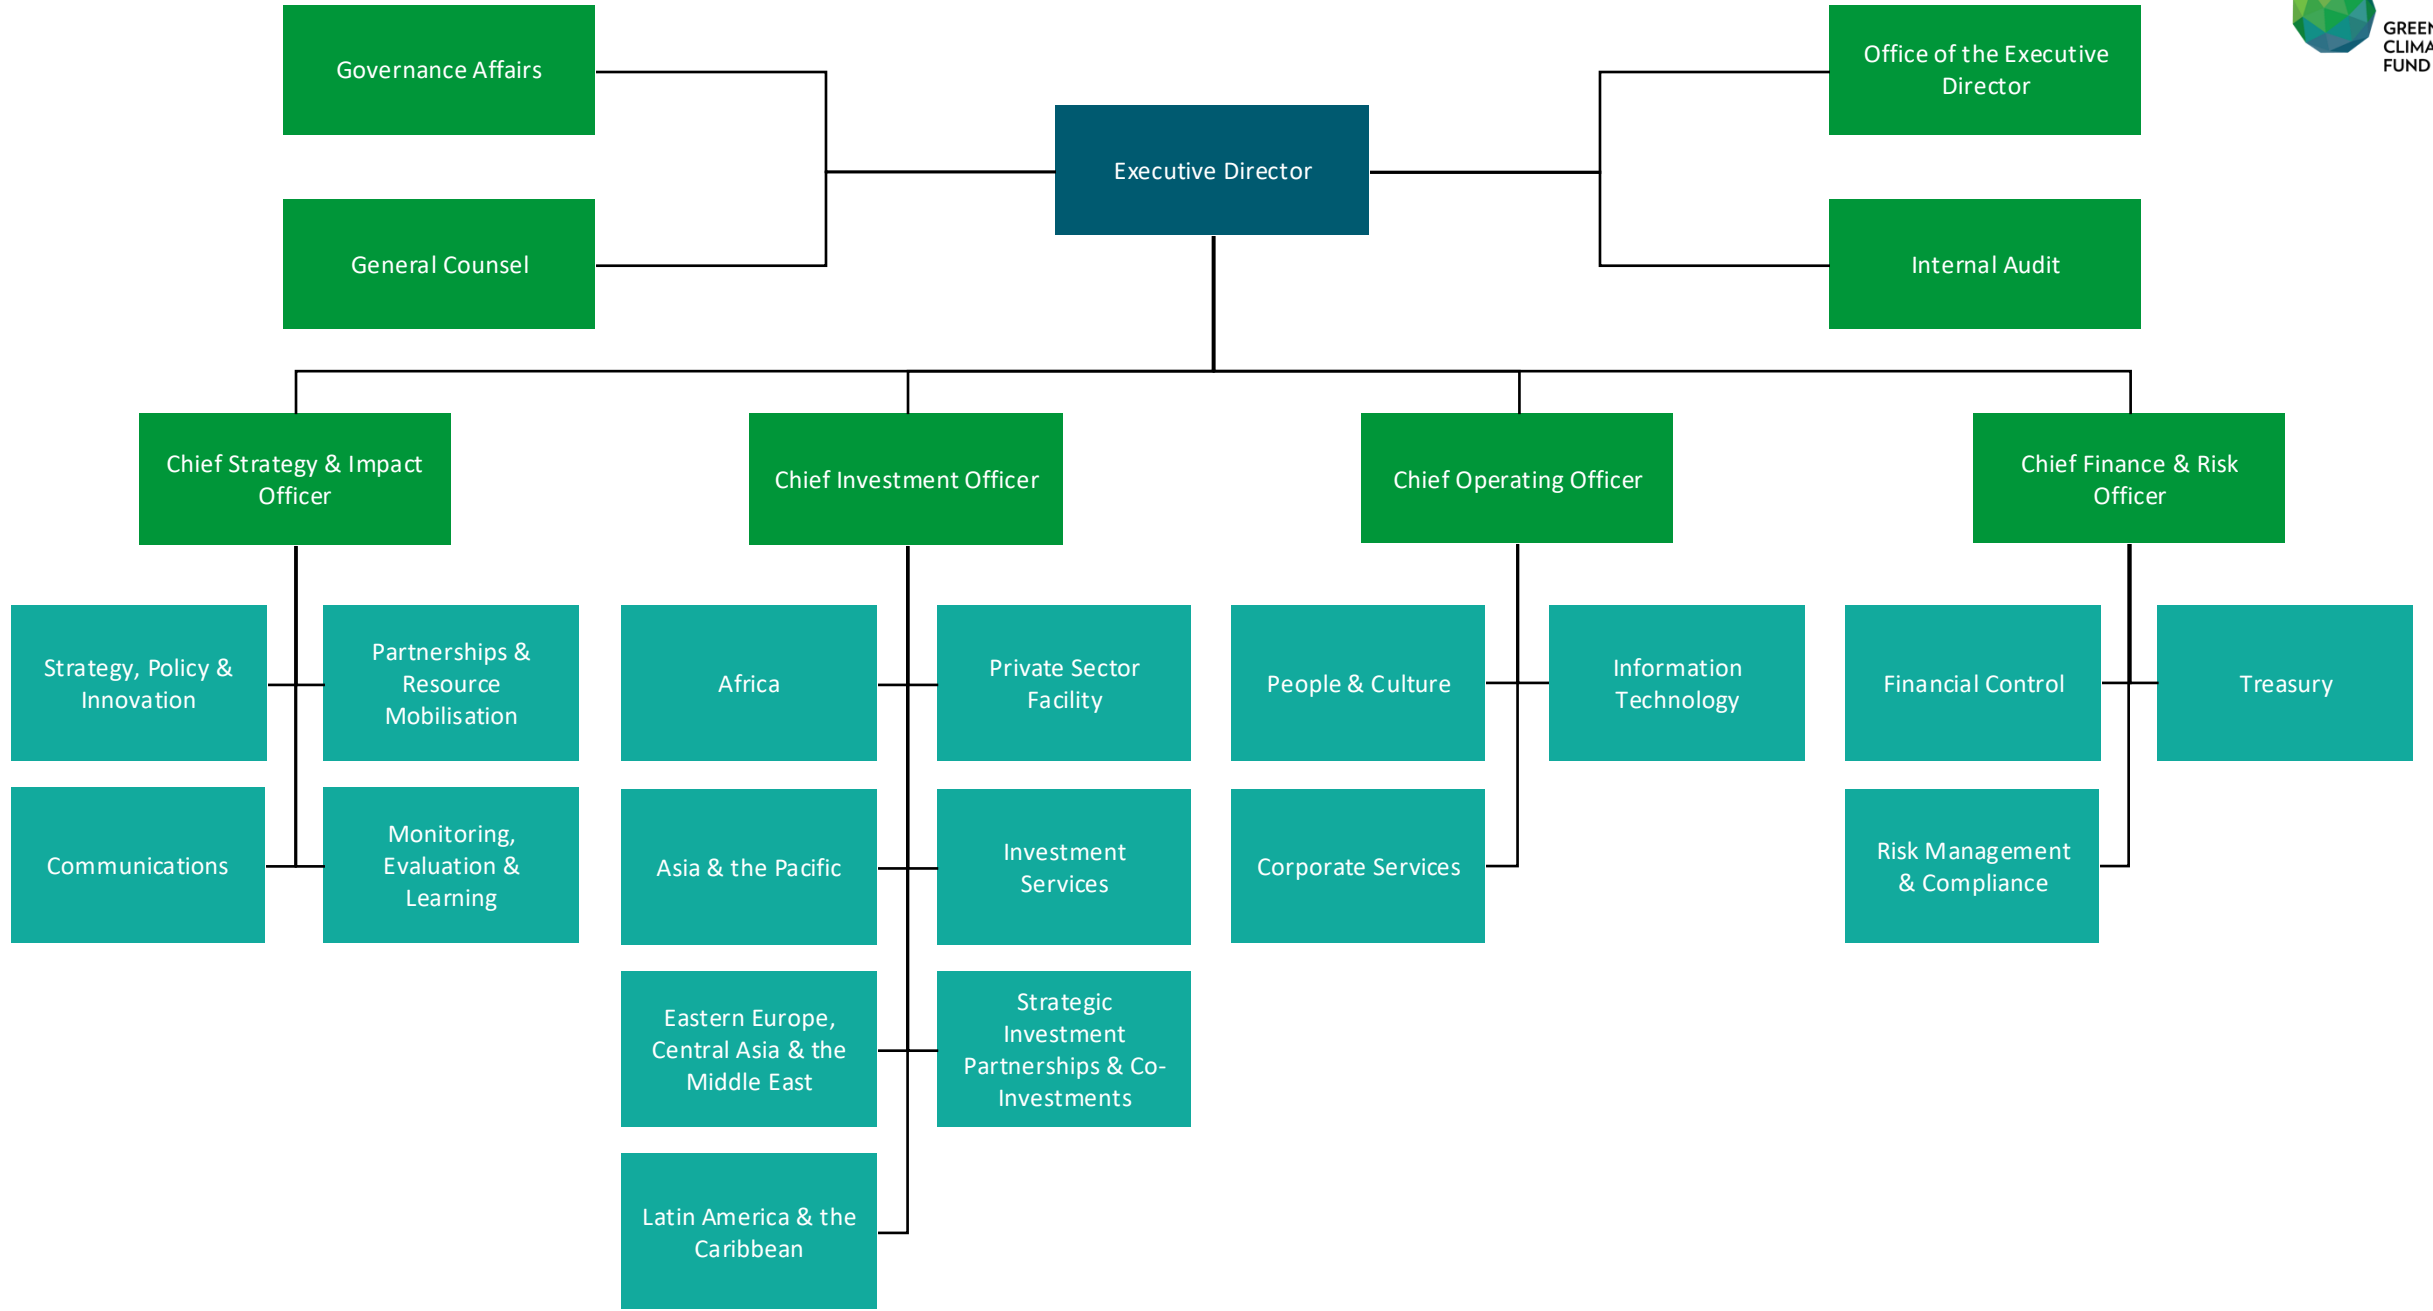 Governance Affairs
Office of the Executive
Director
GREEN
FUND
Executive Director
General Counsel
Internal Audit
Chief Strategy & Impact
Officer
Chief Investment Officer
Chief Operating Officer
Chief Finance & Risk
Officer
Strategy, Policy &
Innovation
Partnerships &
Resource
Mobilisation
Africa
Private Sector
Facility
People & Culture
Information
Technology
Financial Control
Treasury
Communications
Monitoring,
Evaluation &
Learning
Asia & the Pacific
Investment
Services
Corporate Services
Risk Management
& Compliance
Eastern Europe,
Central Asia & the
Middle East
Strategic
Investment
Partnerships & Co-
Investments
Latin America & the
Caribbean